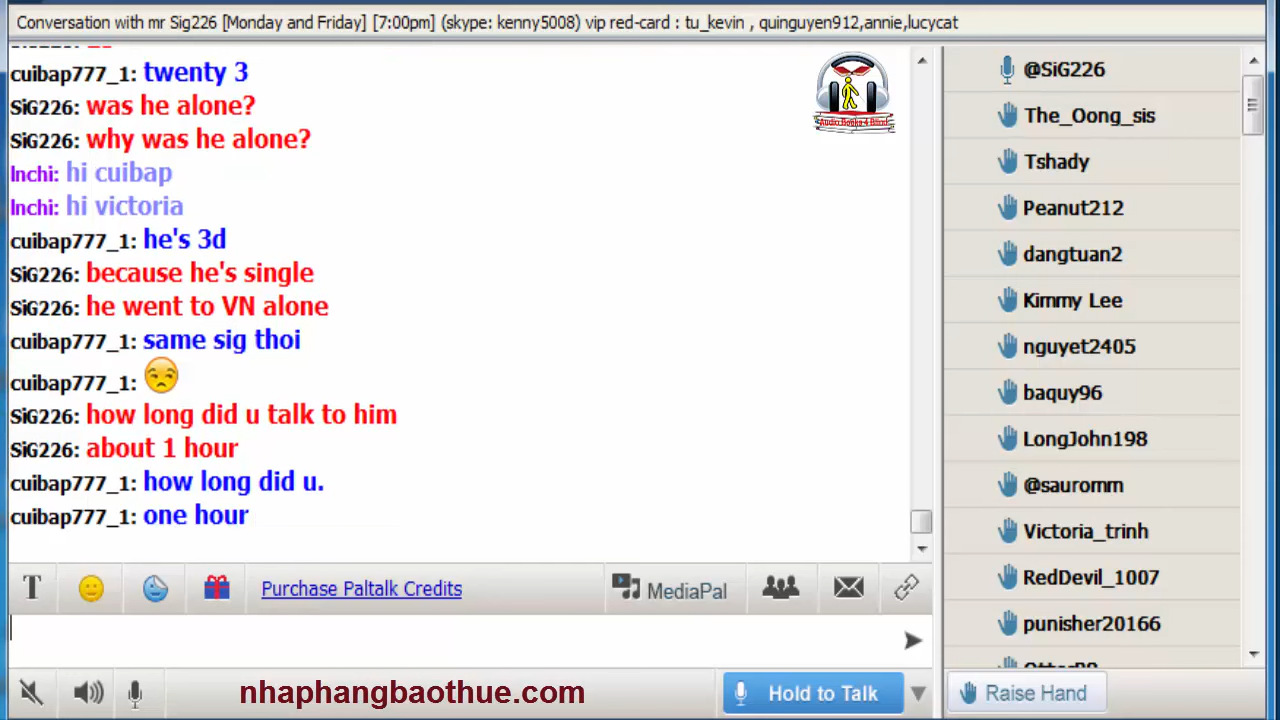 Conversation with mr Sig226 [Monday and Friday] [7:00pm] (skype: kenny5008) vip red-card : tu_kevin , quinguyen912,annie,lucycat
cuibap777_1: twenty 3
SiG226: was he alone?
SiG226: why was he alone?
Inchi: hi cuibap
Inchi: hi victoria
cuibap777_1: he's 3d
SiG226: because he's single
SiG226: he went to VN alone
cuibap777_1: same sig thoi
cuibap777_1:
SiG226: how long did u talk to him
SiG226: about 1 hour
cuibap777_1: how long did u.
cuibap777_1: one hour
Audio Books 4 Blind
@SiG226
The_Oong_sis
Tshady
Peanut212
dangtuan2
Kimmy Lee
nguyet2405
baquy96
LongJohn198
@sauromm
Victoria_trinh
RedDevil_1007
punisher20166
T
Purchase Paltalk Credits
MediaPal
nhaphangbaothue.com
Hold to Talk
Raise Hand